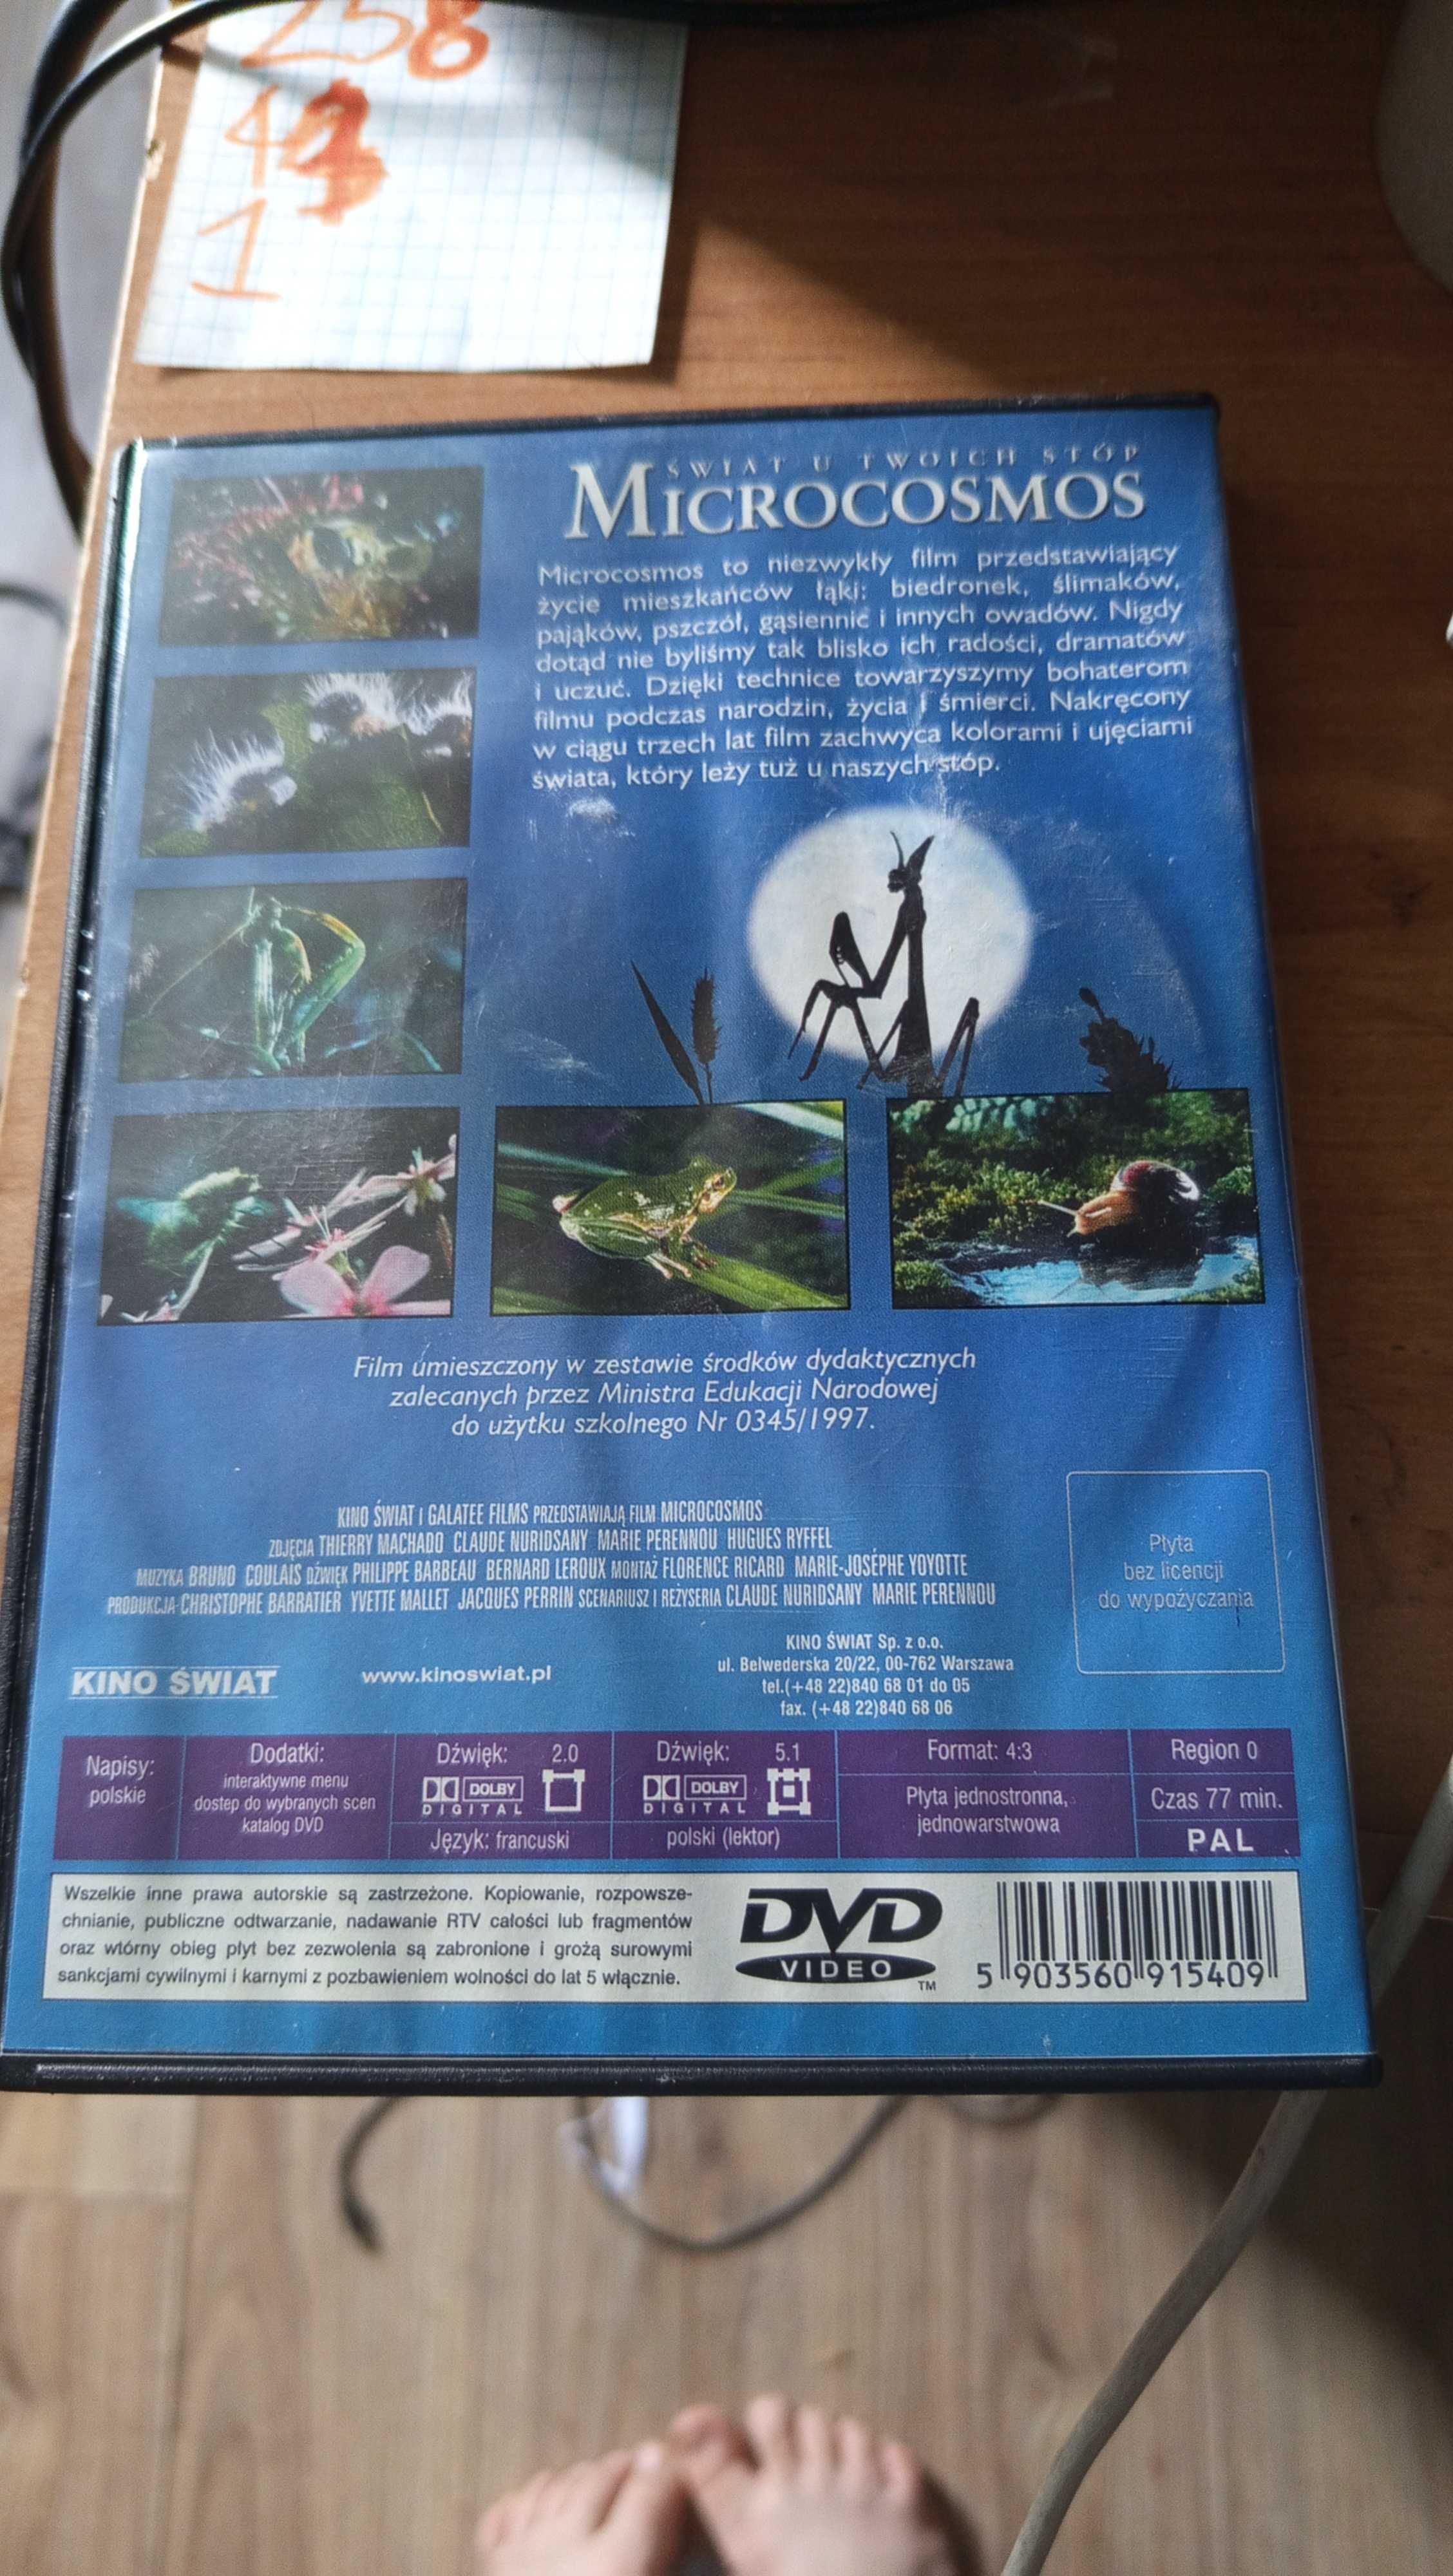 258
1
ŚWIAT U TWOICH STÓP
MICROCOSMOS
Microcosmos to niezwykły film przedstawiający
życie mieszkańców łąki: biedronek, ślimaków,
pająków, pszczół, gąsiennic i innych owadów. Nigdy
dotąd nie byliśmy tak blisko ich radości, dramatów
i uczuć. Dzięki technice towarzyszymy bohaterom
filmu podczas narodzin, życia i śmierci. Nakręcony
w ciągu trzech lat film zachwyca kolorami i ujęciami
świata, który leży tuż u naszych stóp.
Film umieszczony w zestawie środków dydaktycznych
zalecanych przez Ministra Edukacji Narodowej
do użytku szkolnego Nr 0345/1997.
KINO ŚWIAT I GALATEE FILMS PRZEDSTAWIAJĄ FILM MICROCOSMOS
ZDJĘCIA THIERRY MACHADO CLAUDE NURIDSANY MARIE PERENNOU HUGUES RYFFEL
MUZYKA BRUNO COULAIS DŹWIĘK PHILIPPE BARBEAU BERNARD LEROUX MONTAŻ FLORENCE RICARD MARIE-JOSÉPHE YOYOTTE
PRODUKCJA CHRISTOPHE BARRATIER YVETTE MALLET JACQUES PERRIN SCENARIUSZ I REŻYSERIA CLAUDE NURIDSANY MARIE PERENNOU
Płyta
bez licencji
do wypożyczania
KINO ŚWIAT
www.kinoswiat.pl
KINO ŚWIAT Sp. z o.o.
ul. Belwederska 20/22, 00-762 Warszawa
tel.(+48 22)840 68 01 do 05
fax. (+48 22)840 68 06
Napisy:
polskie
Dodatki:
interaktywne menu
dostep do wybranych scen
katalog DVD
Dźwięk: 2.0
DOLBY
DIGITAL
Język: francuski
Dźwięk: 5.1
DOLBY
DIGITAL
polski (lektor)
Format: 4:3
Płyta jednostronna,
jednowarstwowa
Region 0
Czas 77 min.
PAL
Wszelkie inne prawa autorskie są zastrzeżone. Kopiowanie, rozpowsze-
chnianie, publiczne odtwarzanie, nadawanie RTV całości lub fragmentów
oraz wtórny obieg płyt bez zezwolenia są zabronione i grożą surowymi
sankcjami cywilnymi i karnymi z pozbawieniem wolności do lat 5 włącznie.
DVD
VIDEO
TM
5 903560 915409